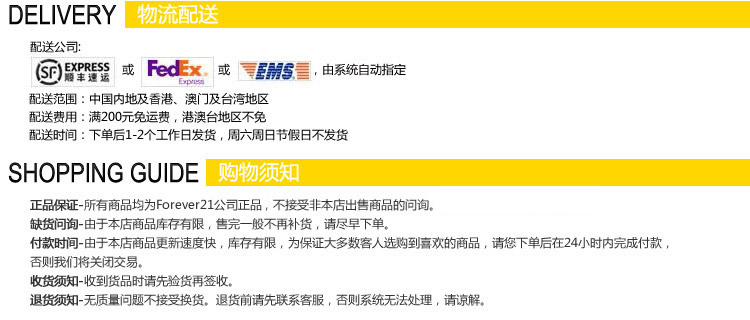 DELIVERY 物流配送
配送公司:
SF EXPRESS 顺丰速运 或 FedEx Express 或 EMS ，由系统自动指定
配送范围：中国内地及香港、澳门及台湾地区
配送费用：满200元免运费，港澳台地区不免
配送时间：下单后1-2个工作日发货，周六周日节假日不发货
SHOPPING GUIDE 购物须知
正品保证-所有商品均为Forever21公司正品，不接受非本店出售商品的问询。
缺货问询-由于本店商品库存有限，售完一般不再补货，请尽早下单。
付款时间-由于本店商品更新速度快，库存有限，为保证大多数客人选购到喜欢的商品，请您下单后在24小时内完成付款，
否则我们将关闭交易。
收货须知-收到货品时请先验货再签收。
退货须知-无质量问题不接受换货。退货前请先联系客服，否则系统无法处理，请谅解。